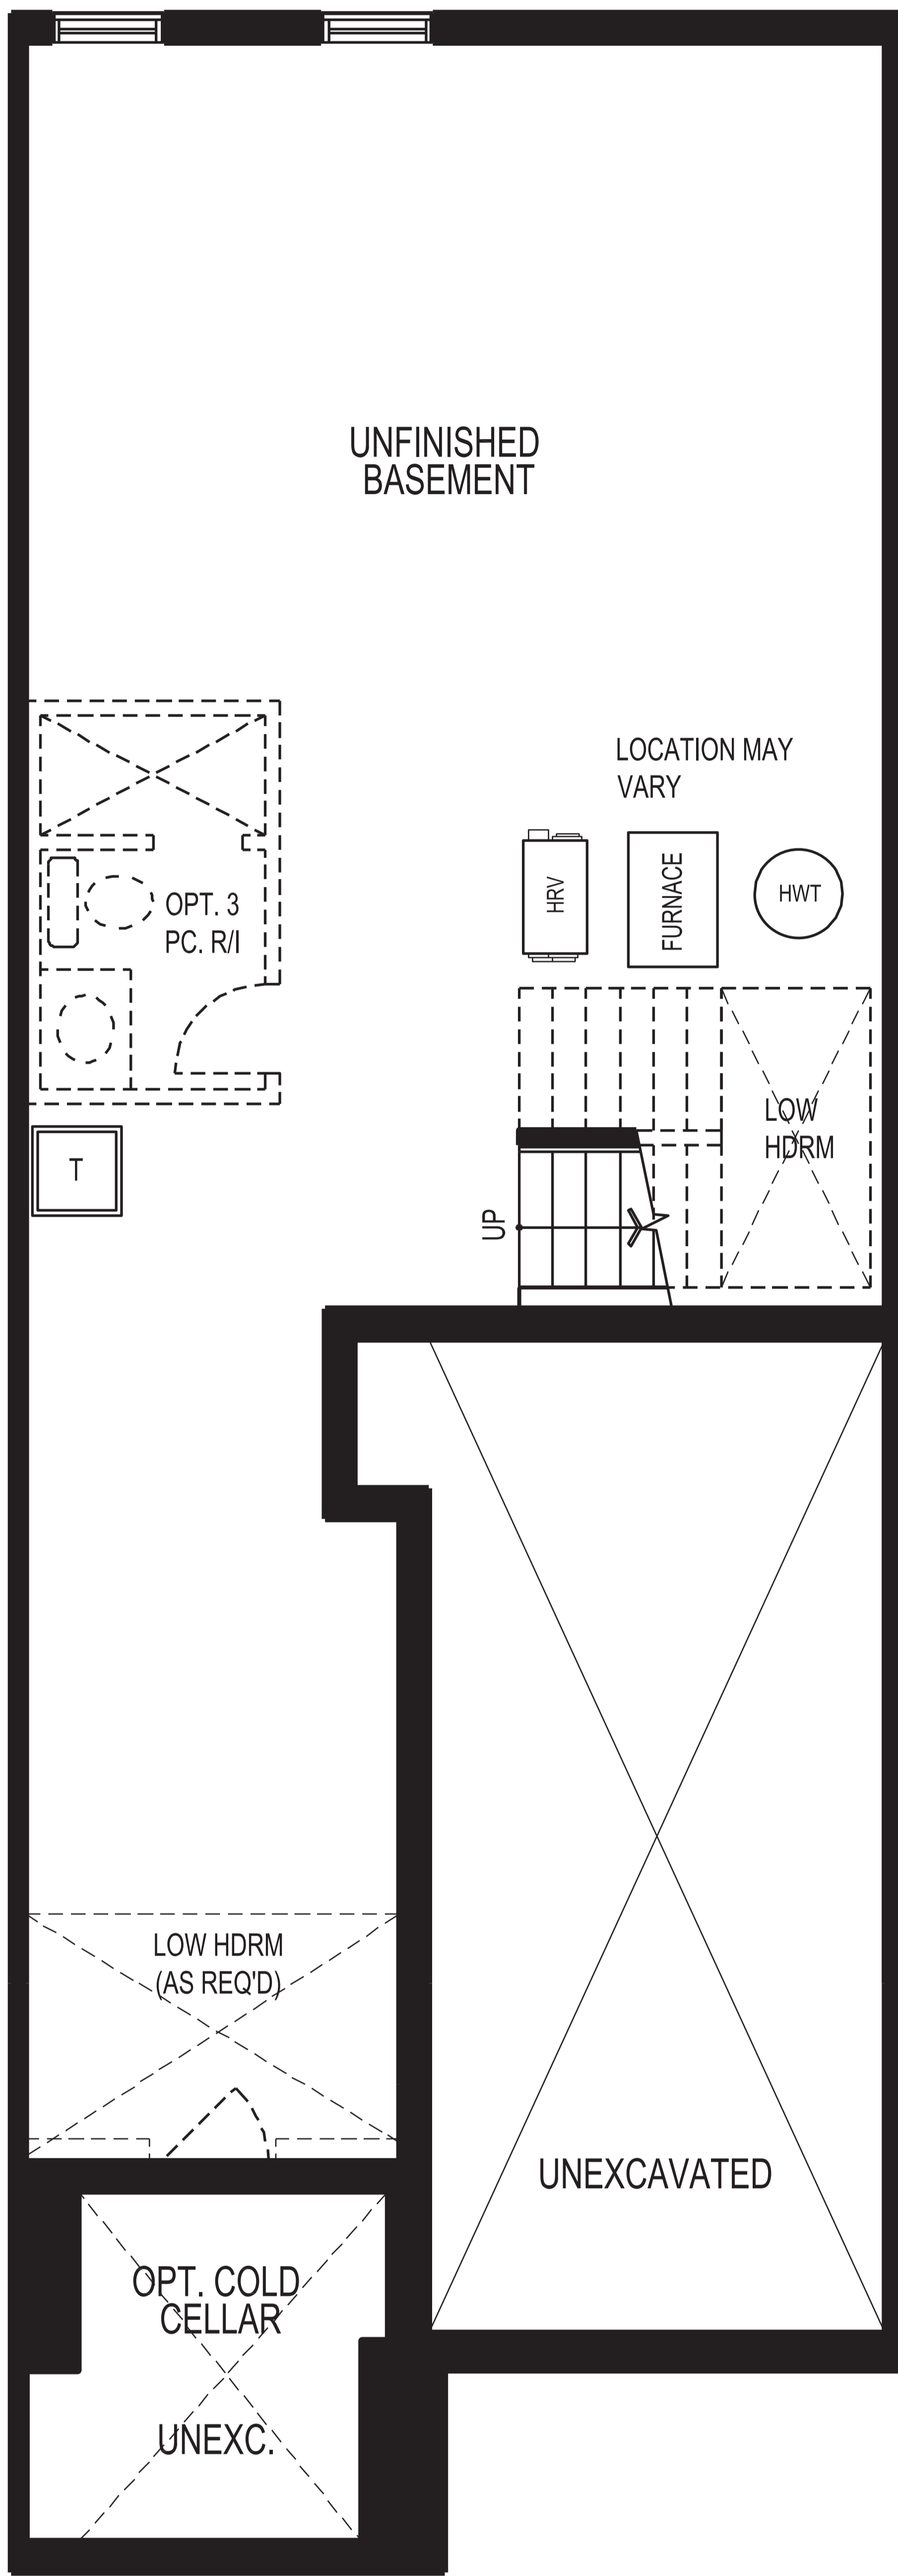 UNFINISHED
BASEMENT
LOCATION MAY
VARY
HRV
FURNACE
HWT
OPT. 3
PC. R/I
LOW
HDRM
T
UP
LOW HDRM
(AS REQ'D)
UNEXCAVATED
OPT. COLD
CELLAR
UNEXC.